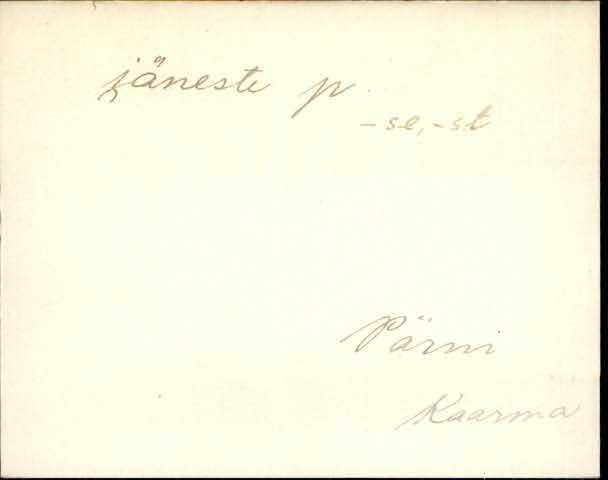 jäneste p.
-se, -st
Pärni
Kaarma